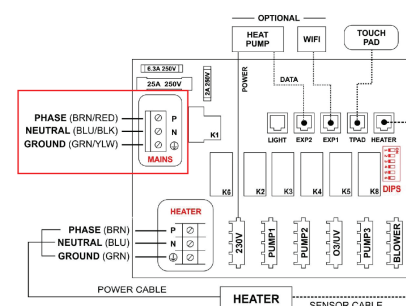 OPTIONAL
HEAT PUMP
WIFI
TOUCH PAD
6.3A 250V
25A 250V
2A 250V
POWER
DATA
PHASE (BRN/RED)
P
NEUTRAL (BLU/BLK)
N
GROUND (GRN/YLW)
MAINS
K1
LIGHT
EXP2
EXP1
TPAD
HEATER
K6
K2
K3
K4
K5
K8
DIPS
HEATER
PHASE (BRN)
P
NEUTRAL (BLU)
N
GROUND (GRN)
230V
PUMP1
PUMP2
O3/UV
PUMP3
BLOWER
POWER CABLE
HEATER
SENSOR CABLE